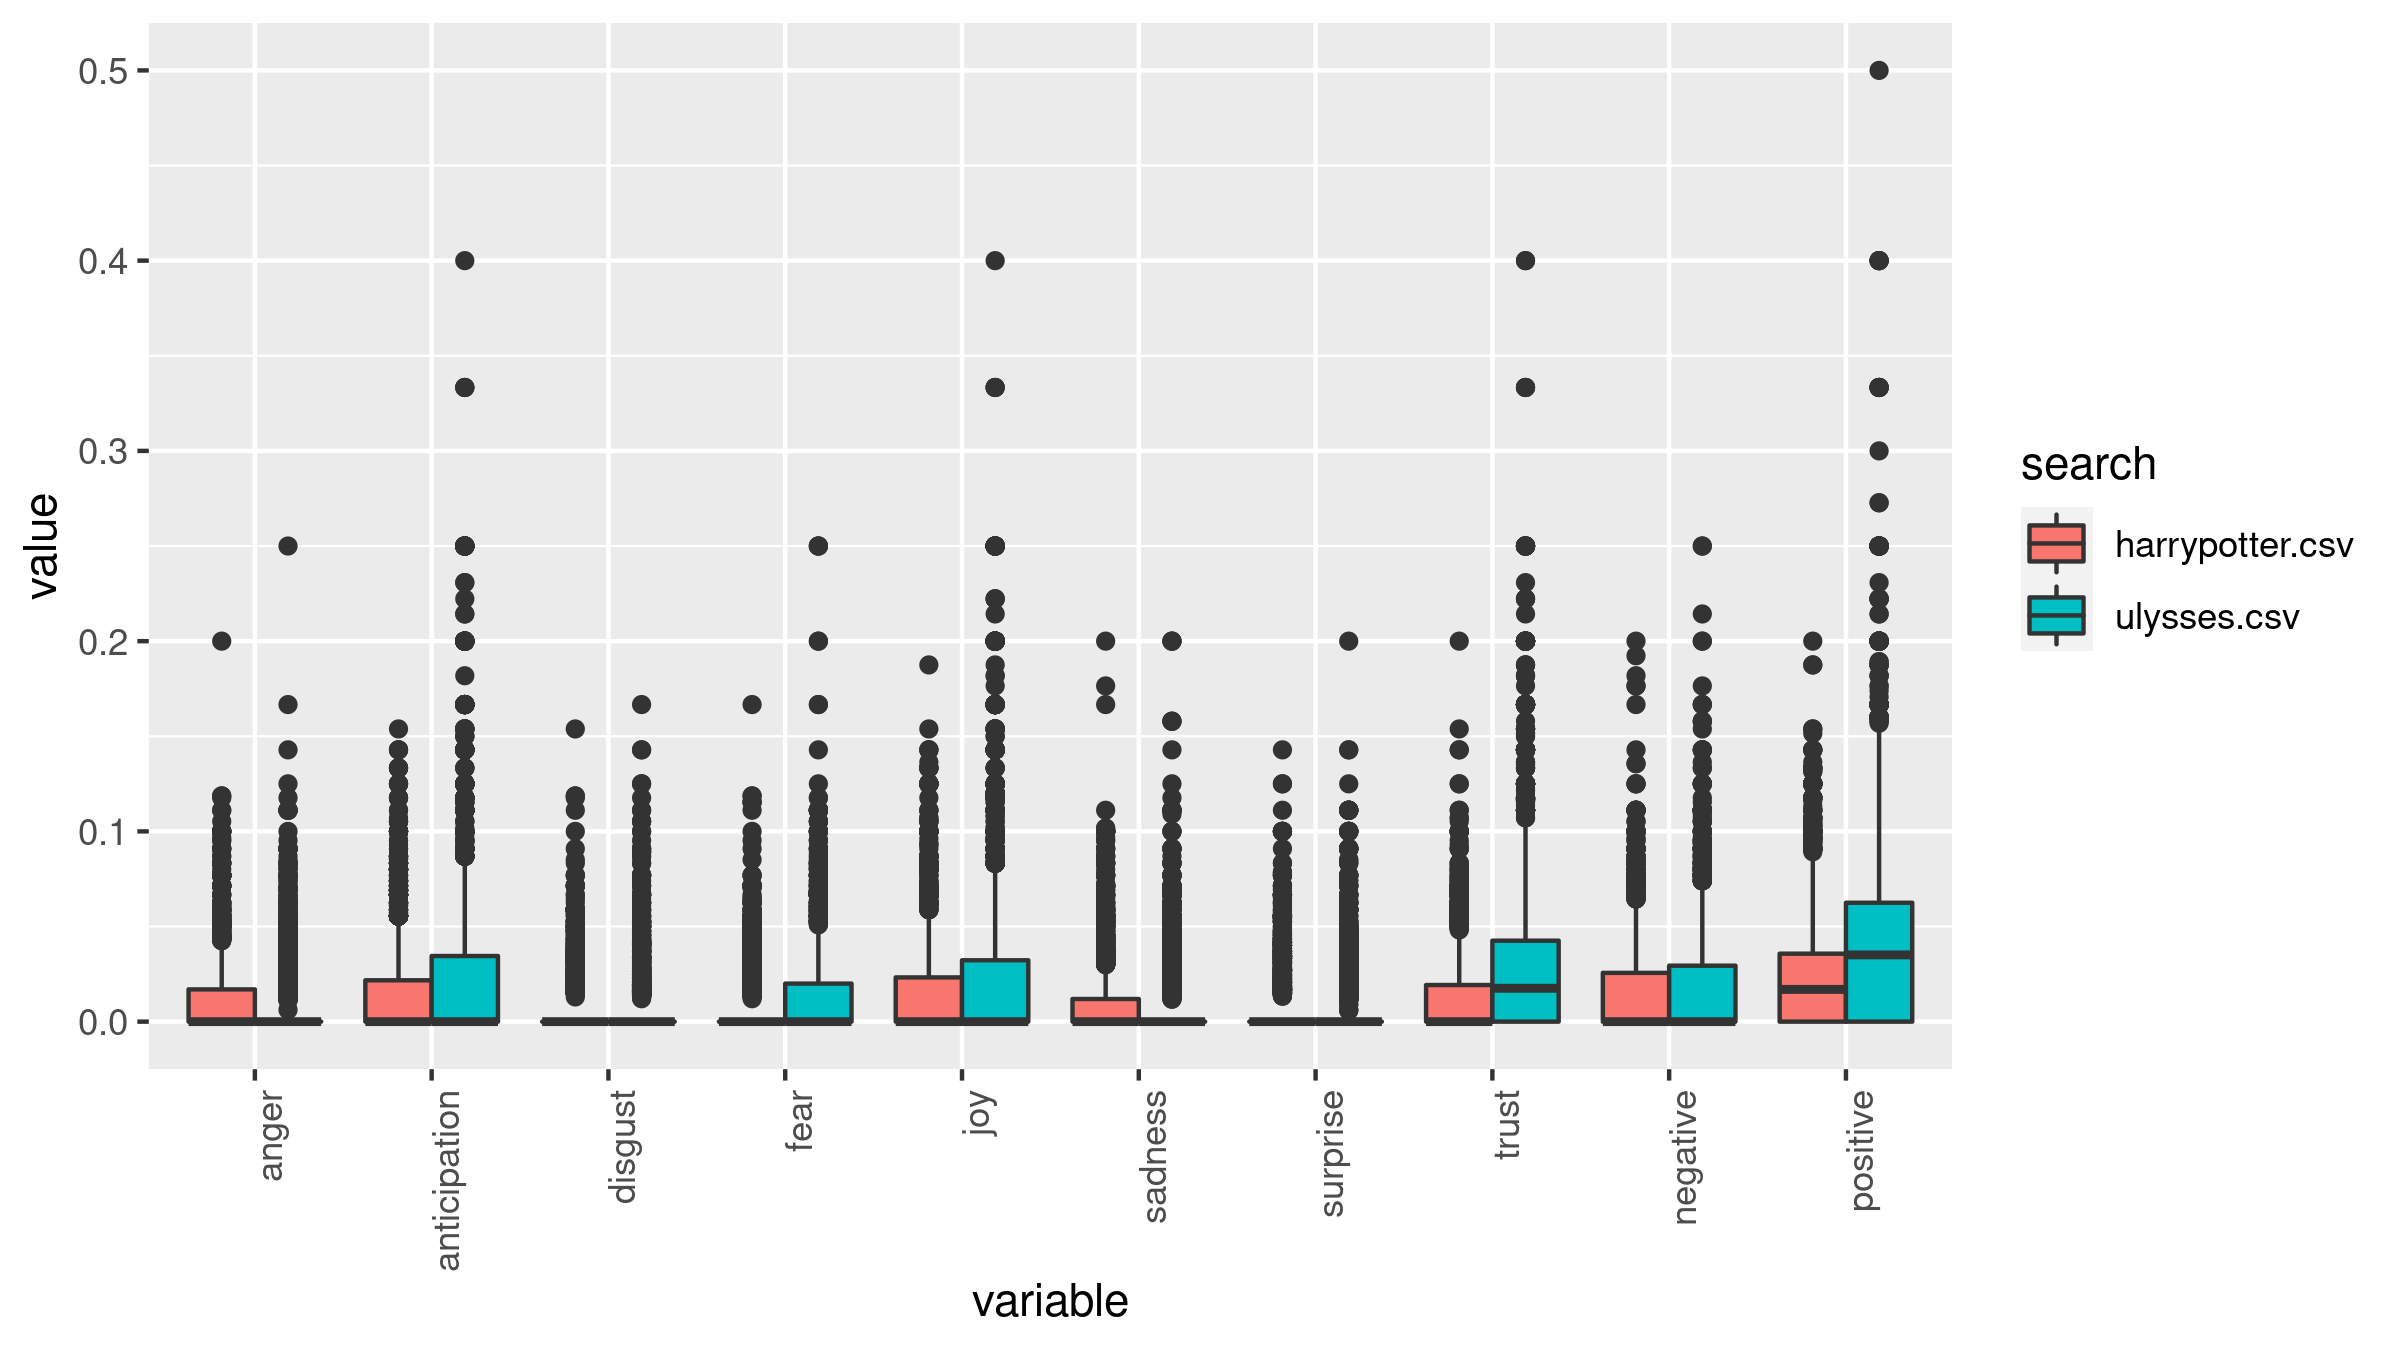 0.5
0.4
0.3
0.2
0.1
0.0
value
anger
anticipation
disgust
fear
joy
sadness
surprise
trust
negative
positive
variable
search
harrypotter.csv
ulysses.csv